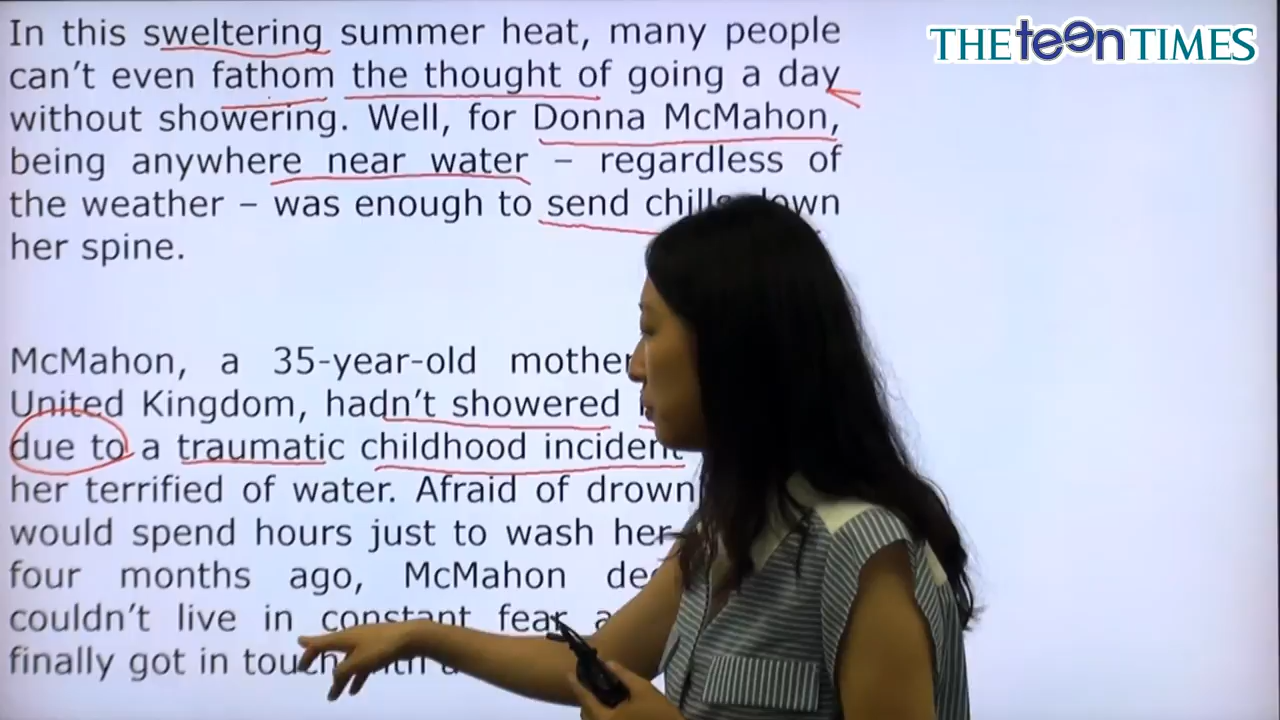 THE teen TIMES
In this sweltering summer heat, many people
can't even fathom the thought of going a day
without showering. Well, for Donna McMahon,
being anywhere near water – regardless of
the weather – was enough to send chills down
her spine.
McMahon, a 35-year-old mother
United Kingdom, hadn't showered
due to a traumatic childhood incident
her terrified of water. Afraid of drown
would spend hours just to wash her
four months ago, McMahon de
couldn't live in constant fear a
finally got in touch with a